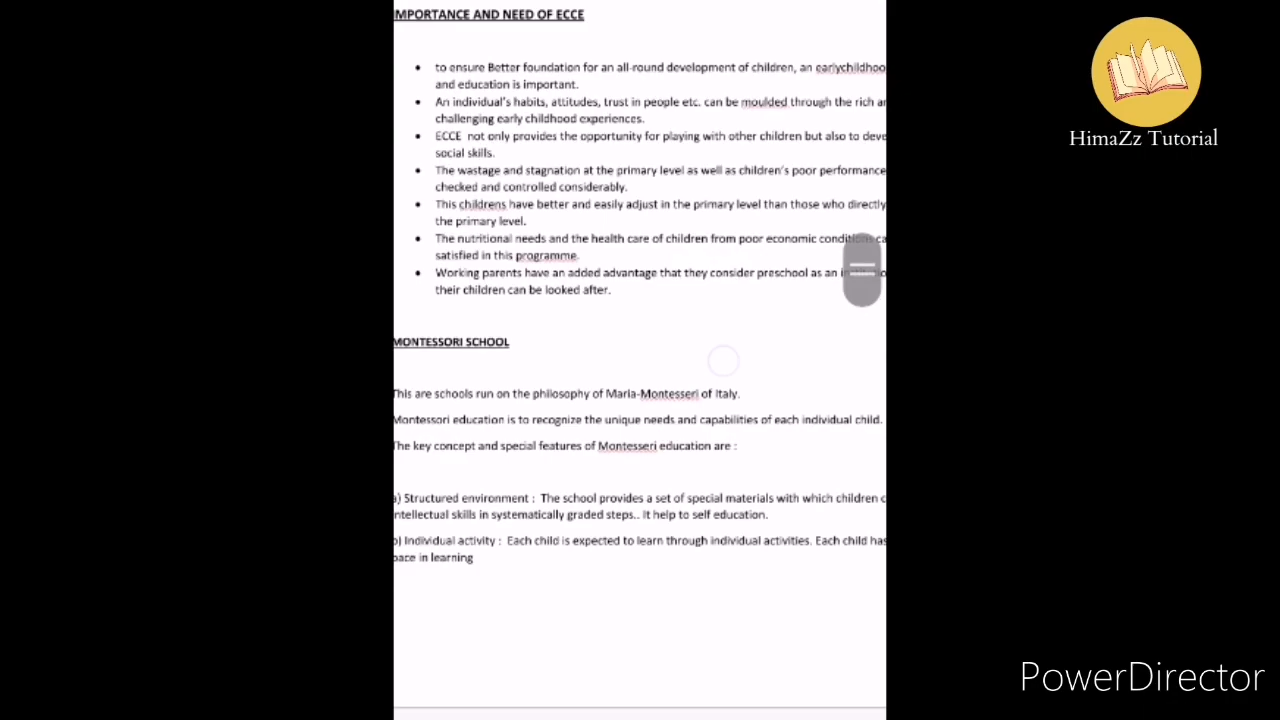 IMPORTANCE AND NEED OF ECCE
• to ensure Better foundation for an all-round development of children, an earlychildhoo
and education is important.
• An individual's habits, attitudes, trust in people etc. can be moulded through the rich ar
challenging early childhood experiences.
• ECCE not only provides the opportunity for playing with other children but also to deve
social skills.
• The wastage and stagnation at the primary level as well as children's poor performance
checked and controlled considerably.
• This childrens have better and easily adjust in the primary level than those who directly
the primary level.
• The nutritional needs and the health care of children from poor economic conditions ca
satisfied in this programme.
• Working parents have an added advantage that they consider preschool as an
their children can be looked after.
MONTESSORI SCHOOL
This are schools run on the philosophy of Maria-Montesseri of Italy.
Montessori education is to recognize the unique needs and capabilities of each individual child.
The key concept and special features of Montesseri education are :
a) Structured environment : The school provides a set of special materials with which children c
intellectual skills in systematically graded steps.. It help to self education.
b) Individual activity : Each child is expected to learn through individual activities. Each child has
pace in learning
HimaZz Tutorial
PowerDirector